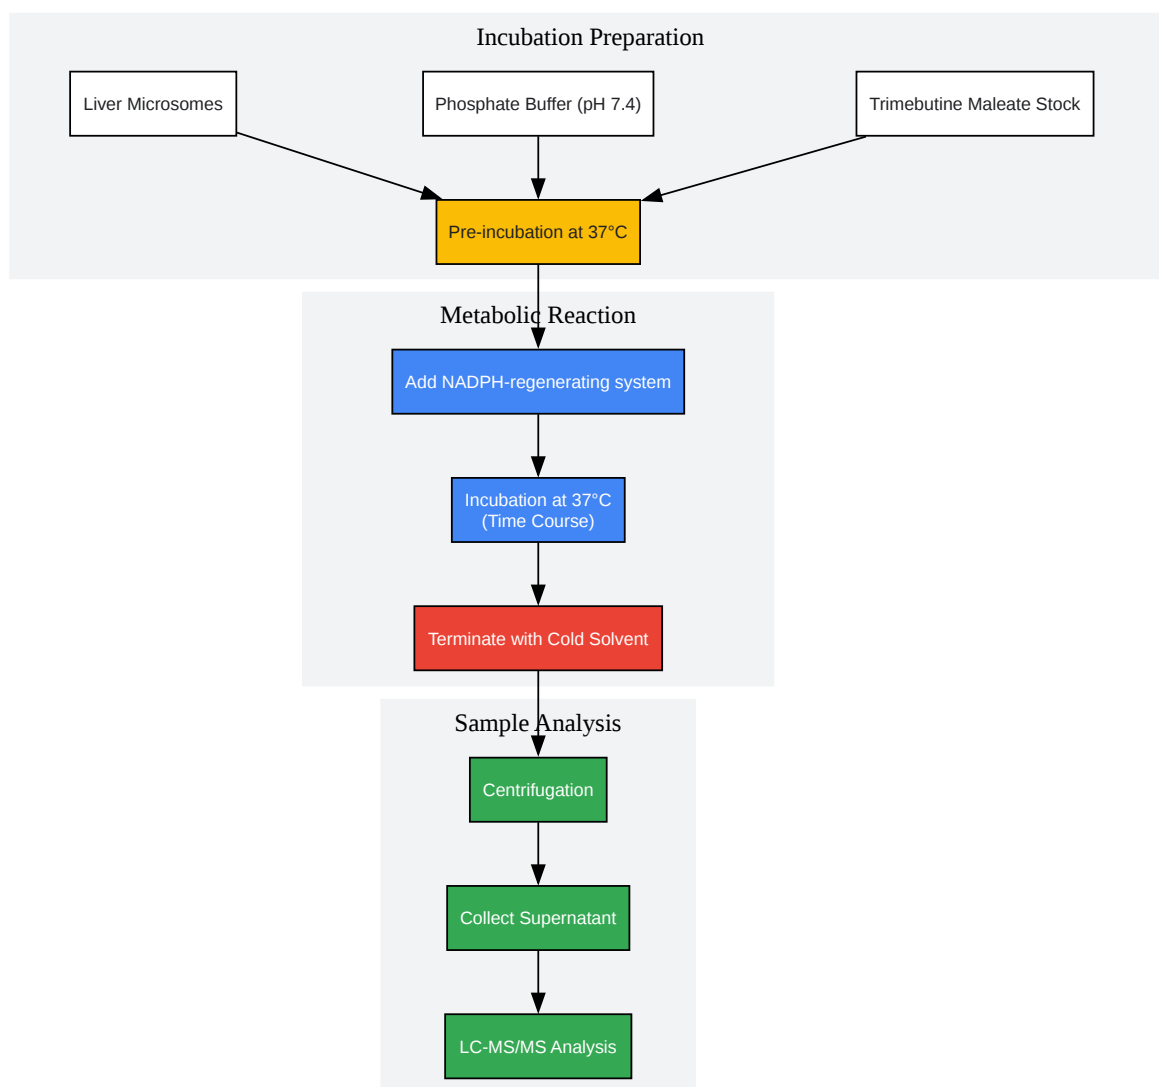 Incubation Preparation
Liver Microsomes
Phosphate Buffer (pH 7.4)
Trimebutine Maleate Stock
Pre-incubation at 37°C
Metabolic Reaction
Add NADPH-regenerating system
Incubation at 37°C
(Time Course)
Terminate with Cold Solvent
Sample Analysis
Centrifugation
Collect Supernatant
LC-MS/MS Analysis